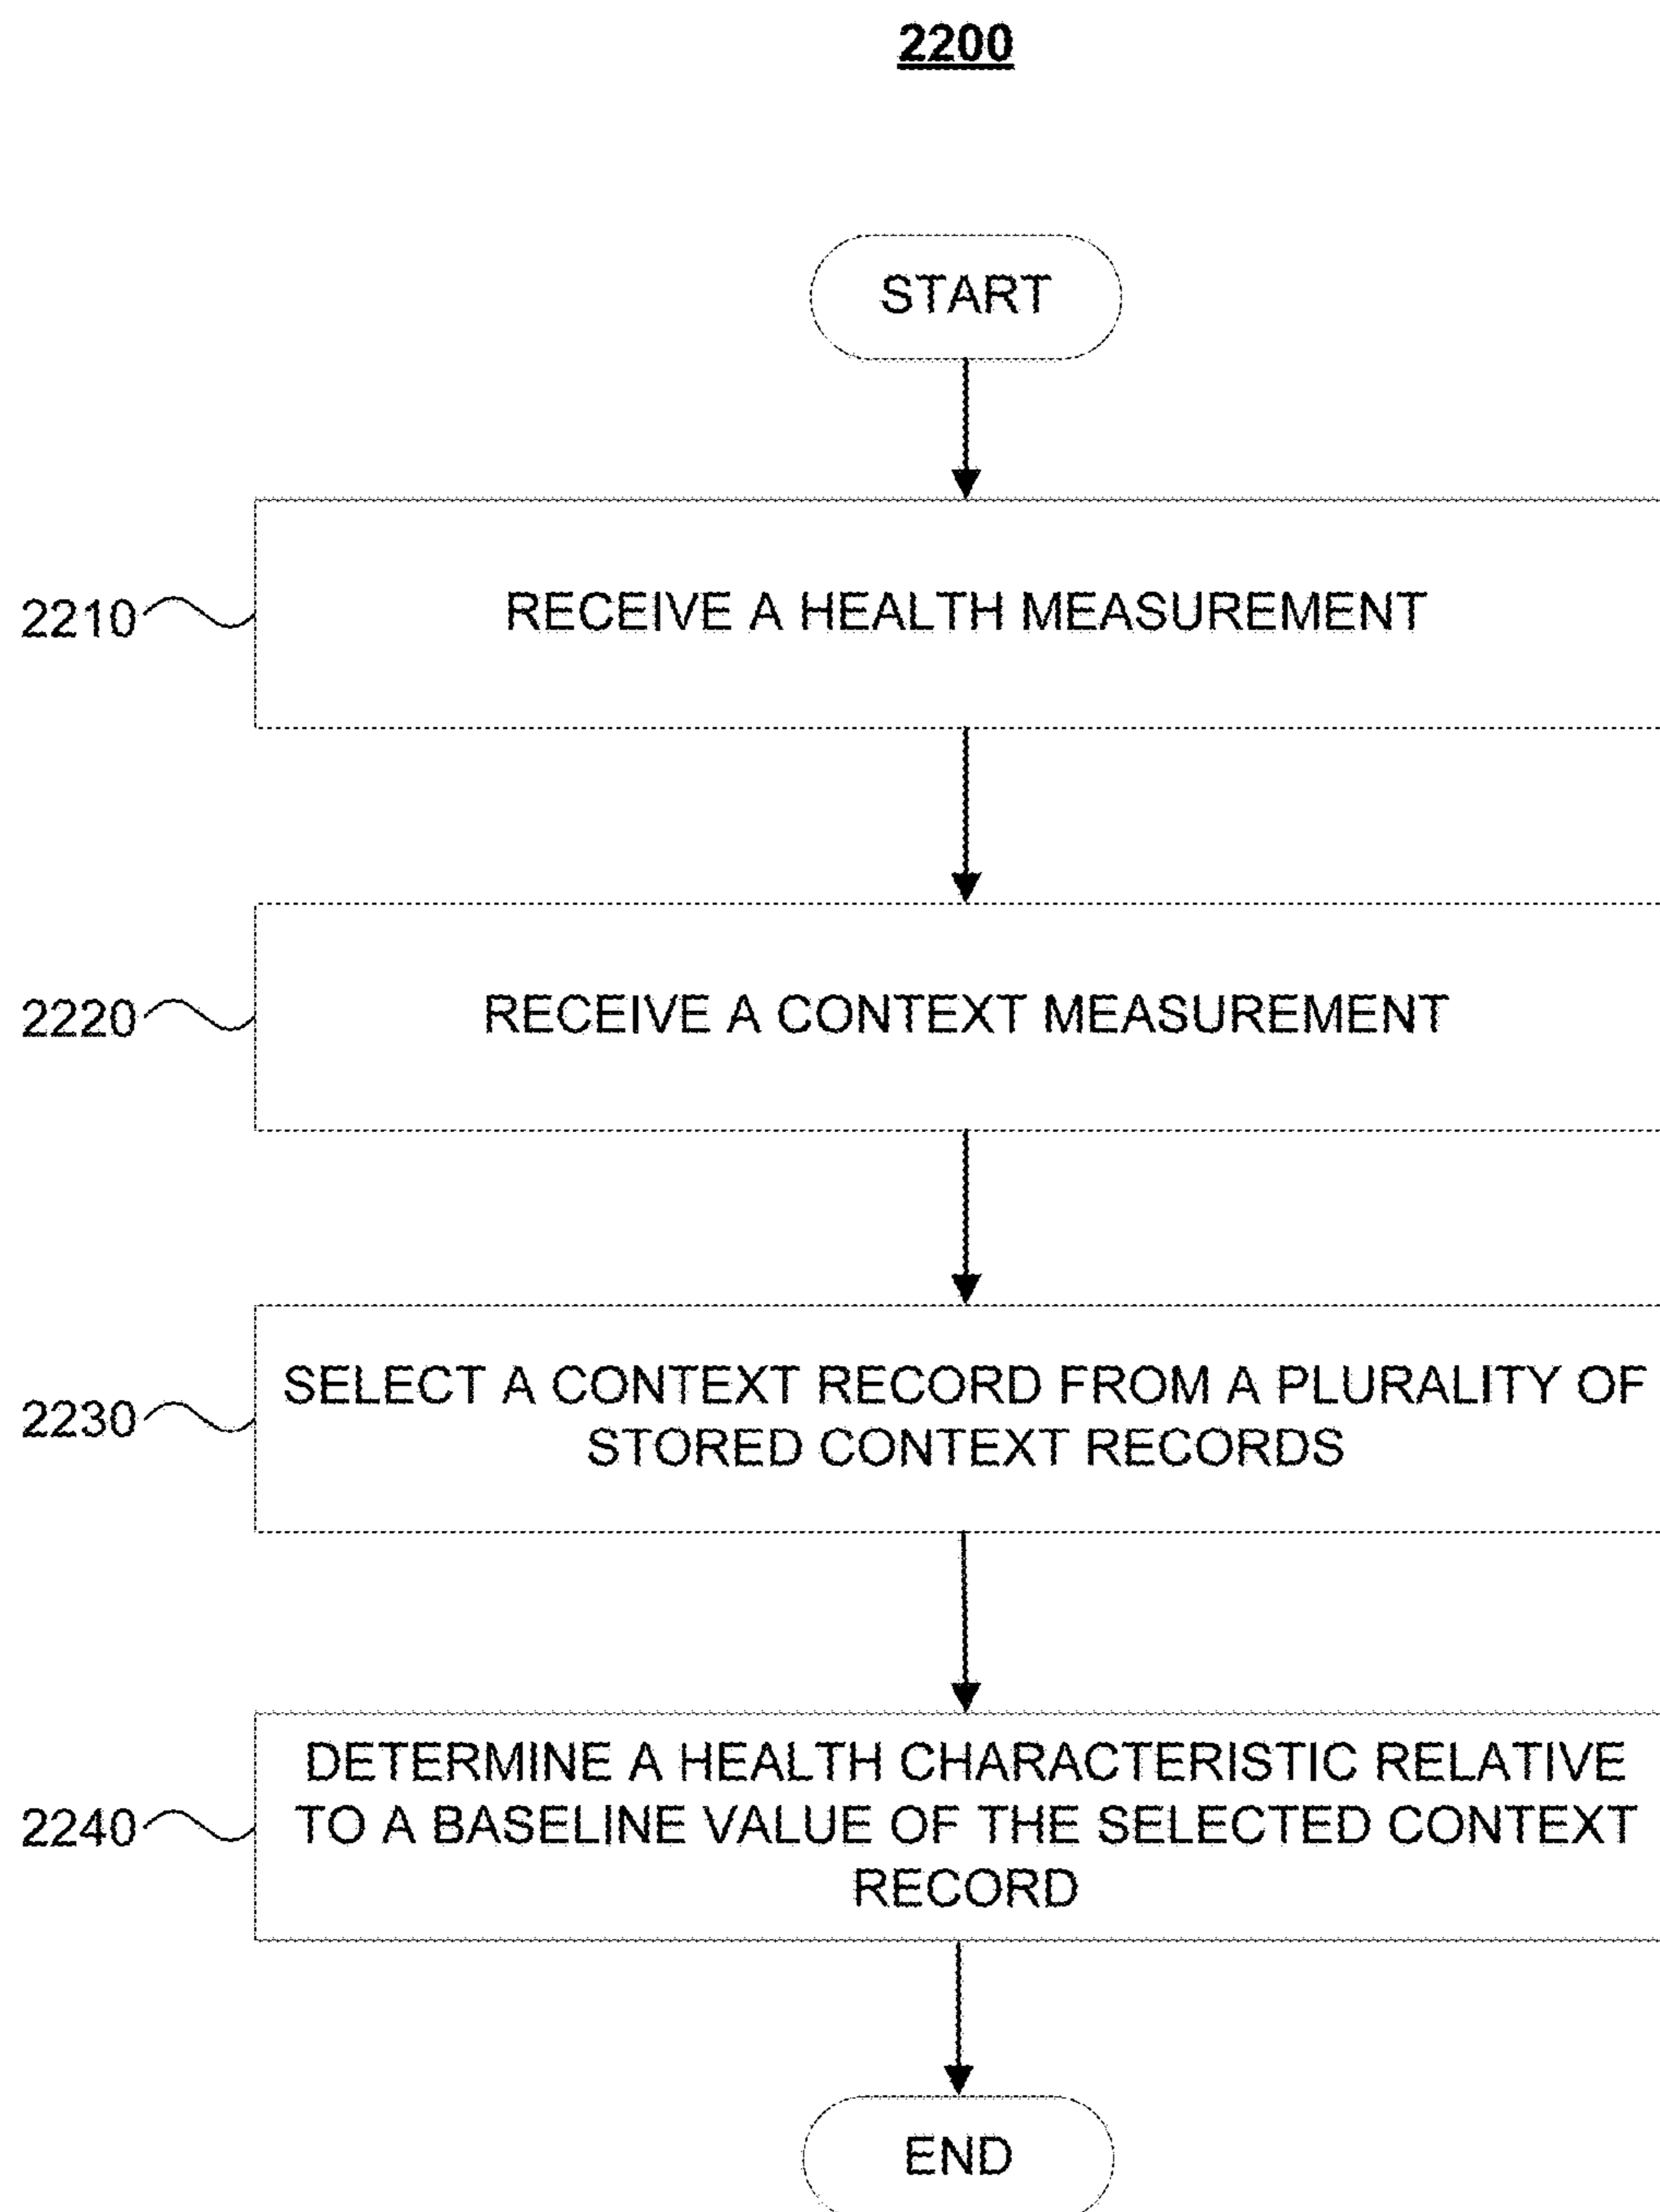 2200
START
2210
RECEIVE A HEALTH MEASUREMENT
2220
RECEIVE A CONTEXT MEASUREMENT
2230
SELECT A CONTEXT RECORD FROM A PLURALITY OF
STORED CONTEXT RECORDS
2240
DETERMINE A HEALTH CHARACTERISTIC RELATIVE
TO A BASELINE VALUE OF THE SELECTED CONTEXT
RECORD
END